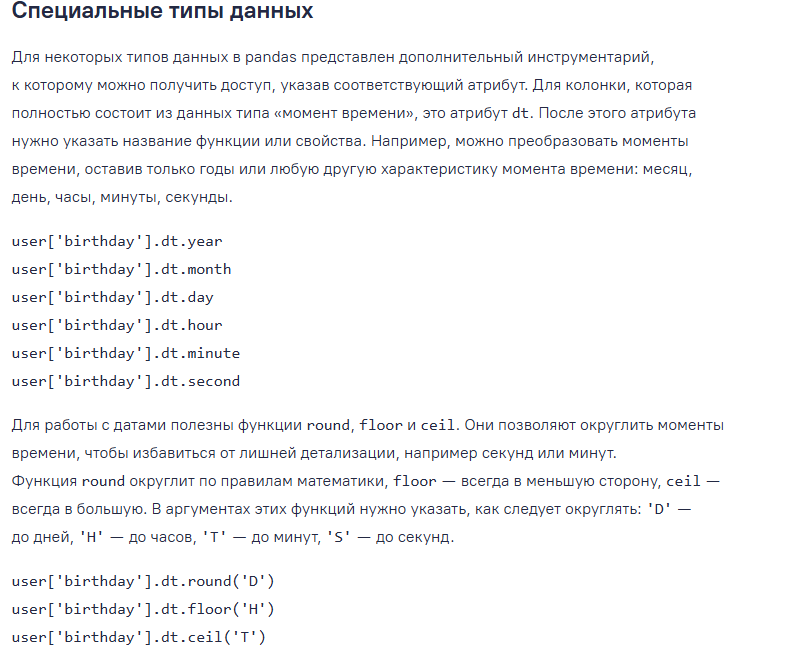 Специальные типы данных
Для некоторых типов данных в pandas представлен дополнительный инструментарий,
к которому можно получить доступ, указав соответствующий атрибут. Для колонки, которая
полностью состоит из данных типа «момент времени», это атрибут dt. После этого атрибута
нужно указать название функции или свойства. Например, можно преобразовать моменты
времени, оставив только годы или любую другую характеристику момента времени: месяц,
день, часы, минуты, секунды.
user['birthday'].dt.year
user['birthday'].dt.month
user['birthday'].dt.day
user['birthday'].dt.hour
user['birthday'].dt.minute
user['birthday'].dt.second
Для работы с датами полезны функции round, floor и ceil. Они позволяют округлить моменты
времени, чтобы избавиться от лишней детализации, например секунд или минут.
Функция round округлит по правилам математики, floor — всегда в меньшую сторону, ceil —
всегда в большую. В аргументах этих функций нужно указать, как следует округлять: 'D' —
до дней, 'H' — до часов, 'T' — до минут, 'S' — до секунд.
user['birthday'].dt.round('D')
user['birthday'].dt.floor('H')
user['birthday'].dt.ceil('T')